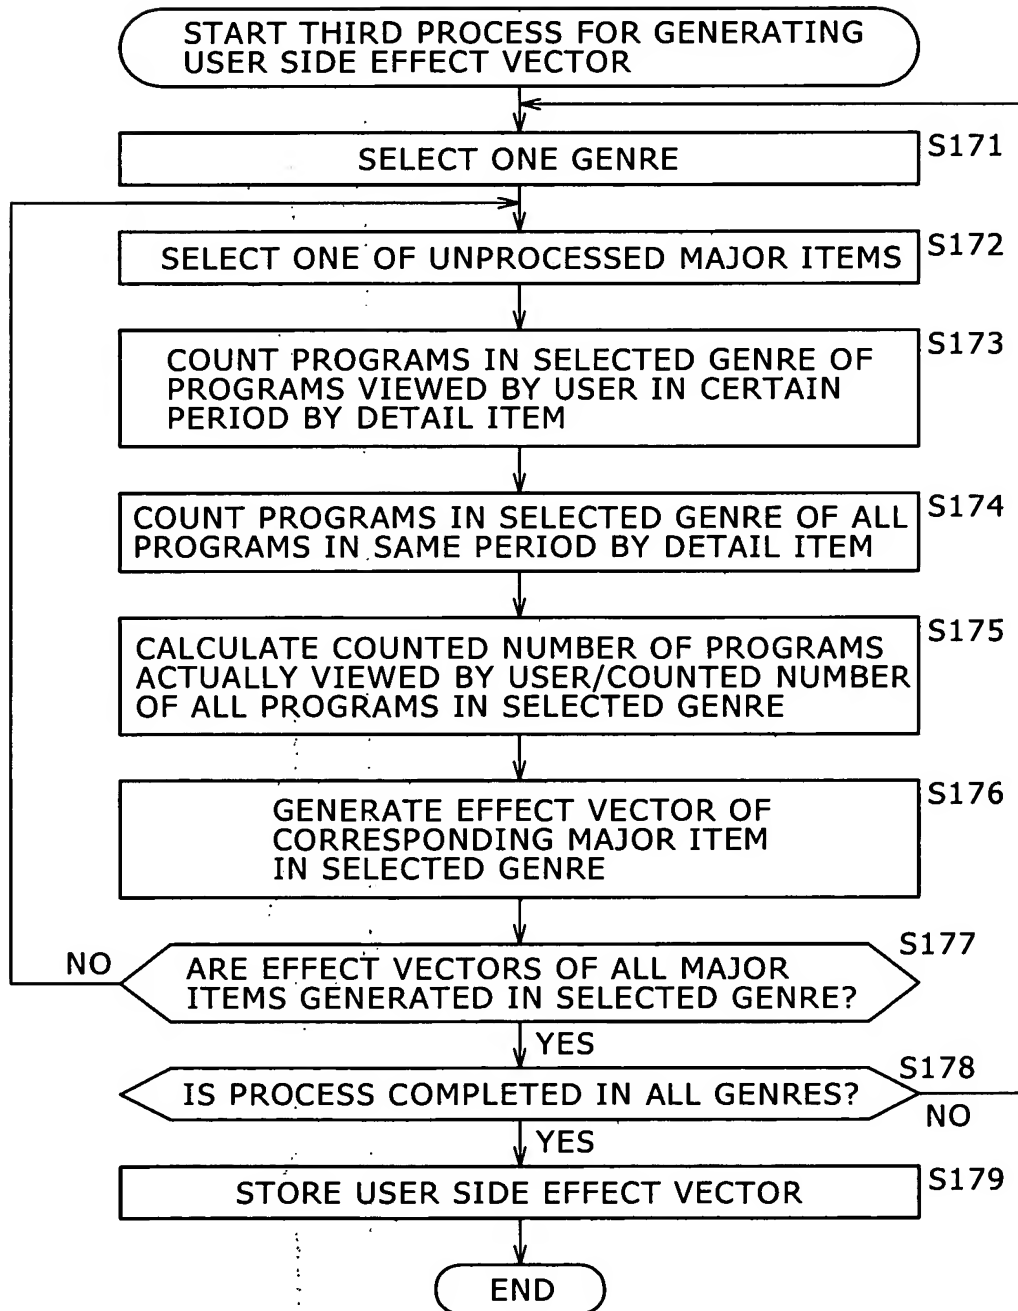 START THIRD PROCESS FOR GENERATING
USER SIDE EFFECT VECTOR
S171
SELECT ONE GENRE
S172
SELECT ONE OF UNPROCESSED MAJOR ITEMS
S173
COUNT PROGRAMS IN SELECTED GENRE OF
PROGRAMS VIEWED BY USER IN CERTAIN
PERIOD BY DETAIL ITEM
S174
COUNT PROGRAMS IN SELECTED GENRE OF ALL
PROGRAMS IN SAME PERIOD BY DETAIL ITEM
S175
CALCULATE COUNTED NUMBER OF PROGRAMS
ACTUALLY VIEWED BY USER/COUNTED NUMBER
OF ALL PROGRAMS IN SELECTED GENRE
S176
GENERATE EFFECT VECTOR OF
CORRESPONDING MAJOR ITEM
IN SELECTED GENRE
S177
NO
ARE EFFECT VECTORS OF ALL MAJOR
ITEMS GENERATED IN SELECTED GENRE?
YES
S178
IS PROCESS COMPLETED IN ALL GENRES?
NO
YES
S179
STORE USER SIDE EFFECT VECTOR
END